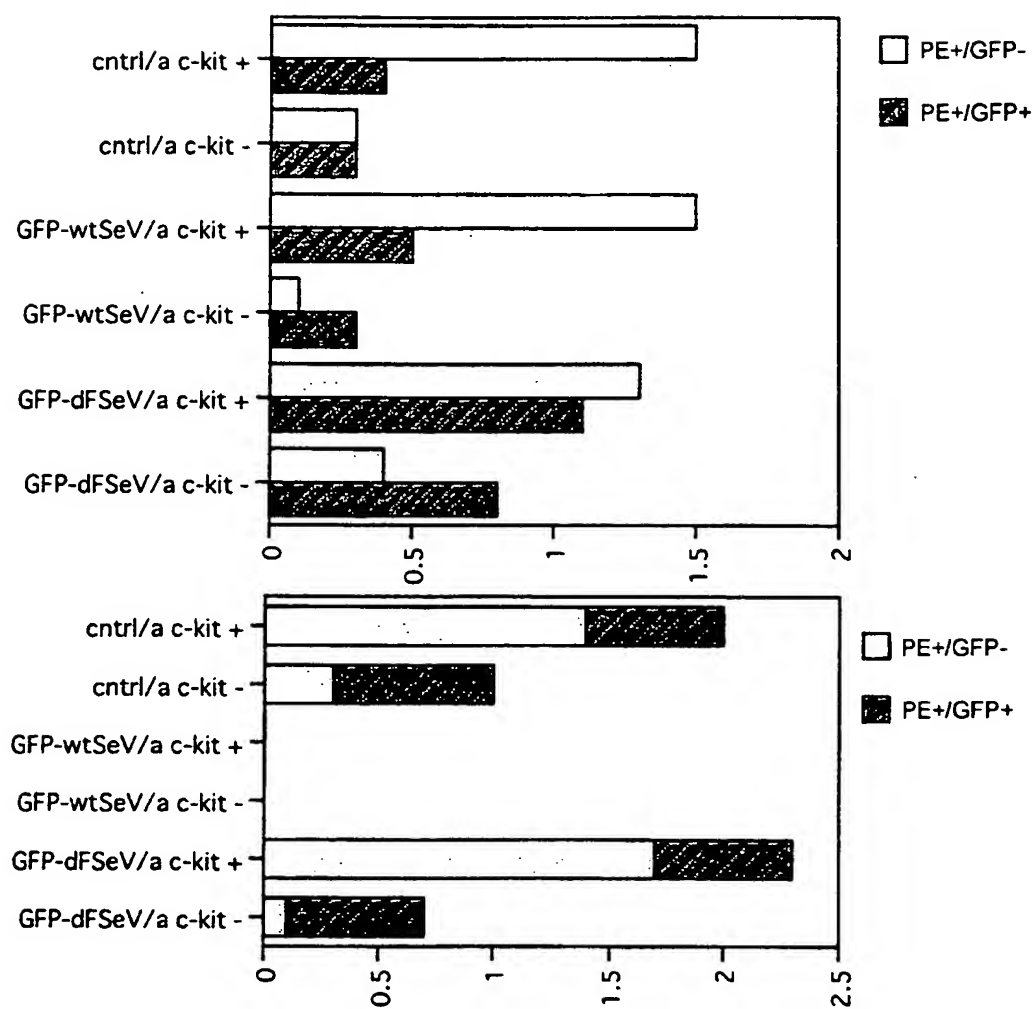 cntrl/a c-kit +
cntrl/a c-kit -
GFP-wtSeV/a c-kit +
GFP-wtSeV/a c-kit -
GFP-dFSeV/a c-kit +
GFP-dFSeV/a c-kit -
0 0.5 1 1.5 2
PE+/GFP-
PE+/GFP+
cntrl/a c-kit +
cntrl/a c-kit -
GFP-wtSeV/a c-kit +
GFP-wtSeV/a c-kit -
GFP-dFSeV/a c-kit +
GFP-dFSeV/a c-kit -
0 0.5 1 1.5 2 2.5
PE+/GFP-
PE+/GFP+